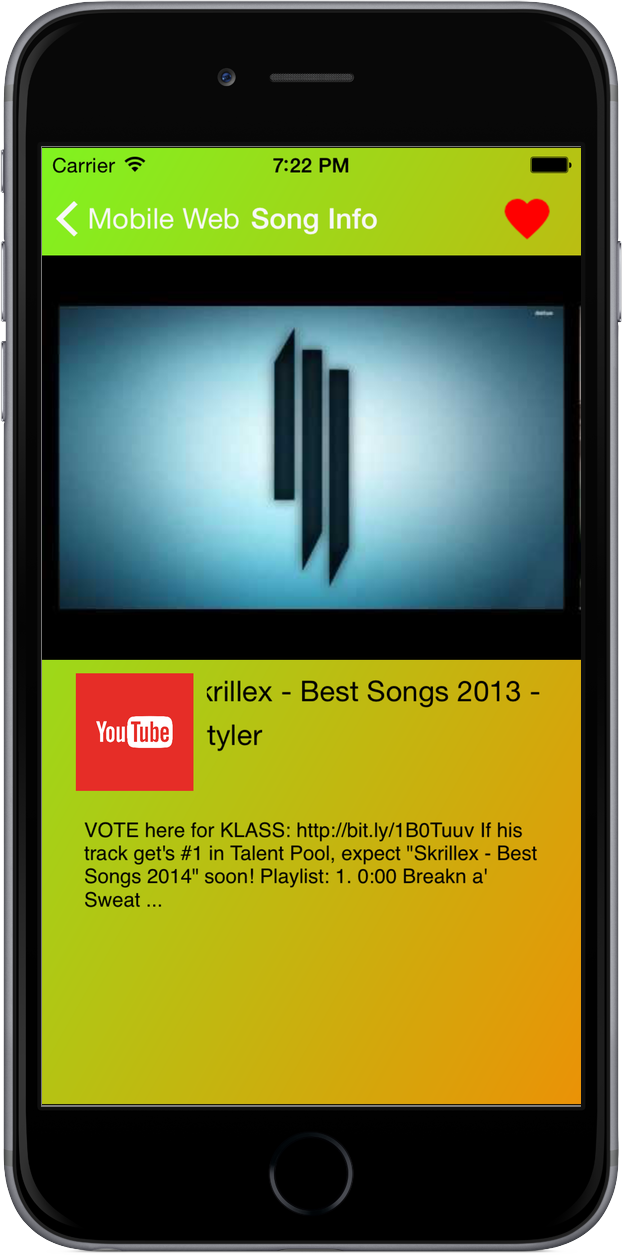 Carrier 7:22 PM
Mobile Web Song Info
krillex - Best Songs 2013 -
YouTube
tyler
VOTE here for KLASS: http://bit.ly/1B0Tuuv If his
track get's #1 in Talent Pool, expect "Skrillex - Best
Songs 2014" soon! Playlist: 1. 0:00 Breakn a'
Sweat ...